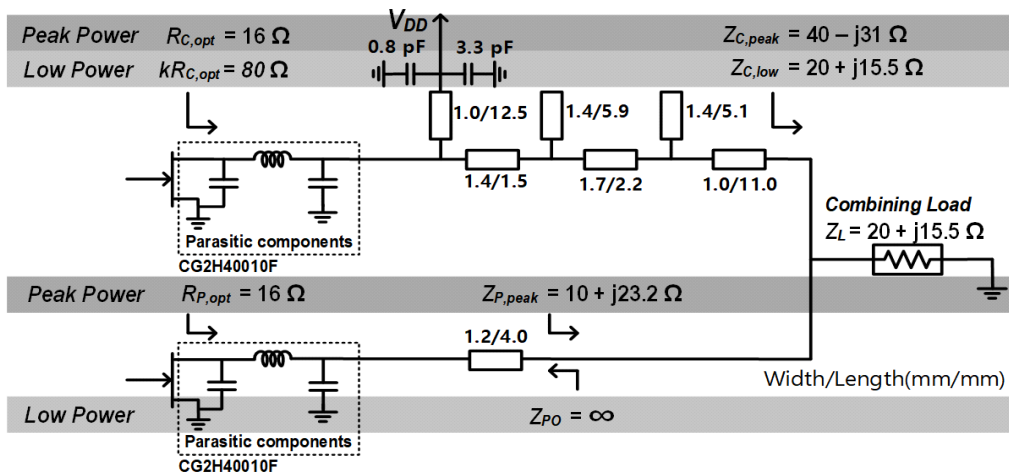 V_DD
Peak Power R_C,opt = 16 Ω Z_C,peak = 40 – j31 Ω
0.8 pF 3.3 pF
Low Power kR_C,opt = 80 Ω Z_C,low = 20 + j15.5 Ω
1.0/12.5 1.4/5.9 1.4/5.1
1.4/1.5 1.7/2.2 1.0/11.0
Combining Load
Z_L = 20 + j15.5 Ω
Parasitic components
CG2H40010F
Peak Power R_P,opt = 16 Ω Z_P,peak = 10 + j23.2 Ω
1.2/4.0
Width/Length(mm/mm)
Low Power Z_PO = ∞
Parasitic components
CG2H40010F